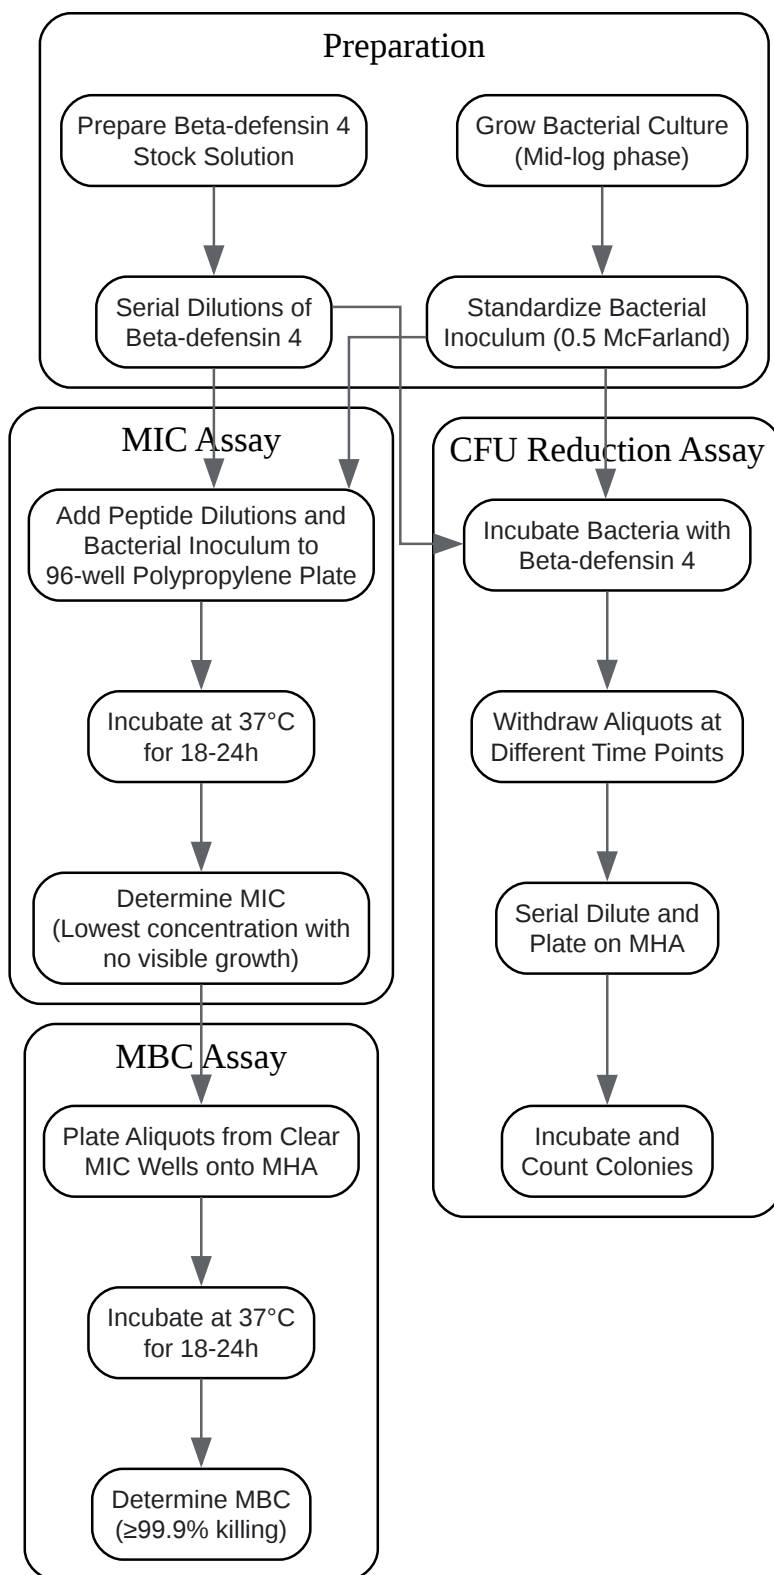 Preparation
Prepare Beta-defensin 4
Stock Solution
Grow Bacterial Culture
(Mid-log phase)
Serial Dilutions of
Beta-defensin 4
Standardize Bacterial
Inoculum (0.5 McFarland)
MIC Assay
Add Peptide Dilutions and
Bacterial Inoculum to
96-well Polypropylene Plate
Incubate at 37°C
for 18-24h
Determine MIC
(Lowest concentration with
no visible growth)
MBC Assay
Plate Aliquots from Clear
MIC Wells onto MHA
Incubate at 37°C
for 18-24h
Determine MBC
(≥99.9% killing)
CFU Reduction Assay
Incubate Bacteria with
Beta-defensin 4
Withdraw Aliquots at
Different Time Points
Serial Dilute and
Plate on MHA
Incubate and
Count Colonies